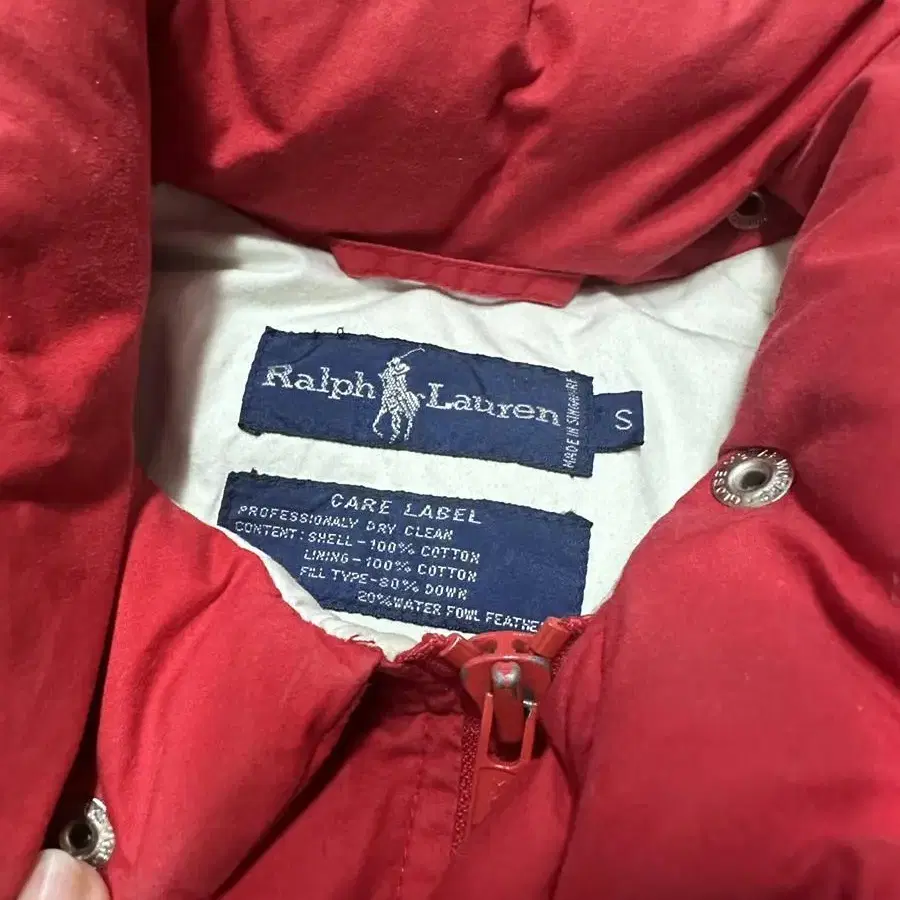 Ralph Lauren
MADE IN SINGAPORE
S
CARE LABEL
PROFESSIONALY DRY CLEAN
CONTENT: SHELL-100% COTTON
LINING-100% COTTON
FILL TYPE-80% DOWN
20% WATER FOWL FEATHE